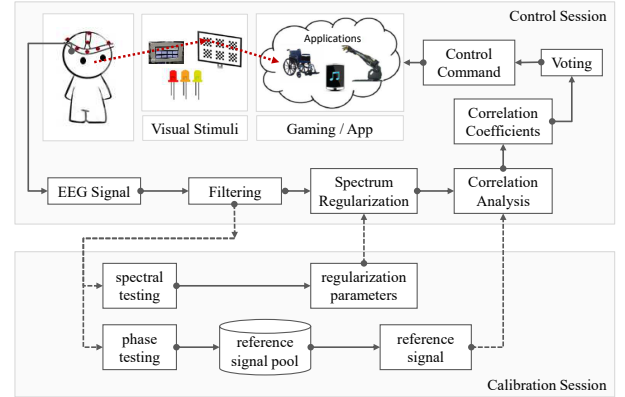 Control Session
Applications
Control
Command
Voting
Visual Stimuli
Gaming / App
Correlation
Coefficients
EEG Signal
Filtering
Spectrum
Regularization
Correlation
Analysis
spectral
testing
regularization
parameters
phase
testing
reference
signal pool
reference
signal
Calibration Session